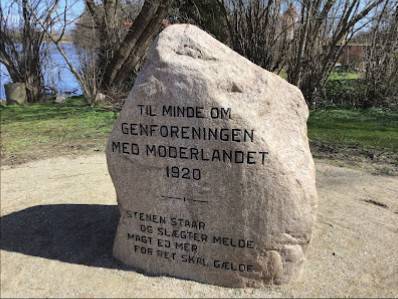 TIL MINDE OM
GENFORENINGEN
MED MODERLANDET
1920
STENEN STAAR
OG SLÆGTER MELDE
MAGT EJ MER
FOR RET SKAL GÆLDE